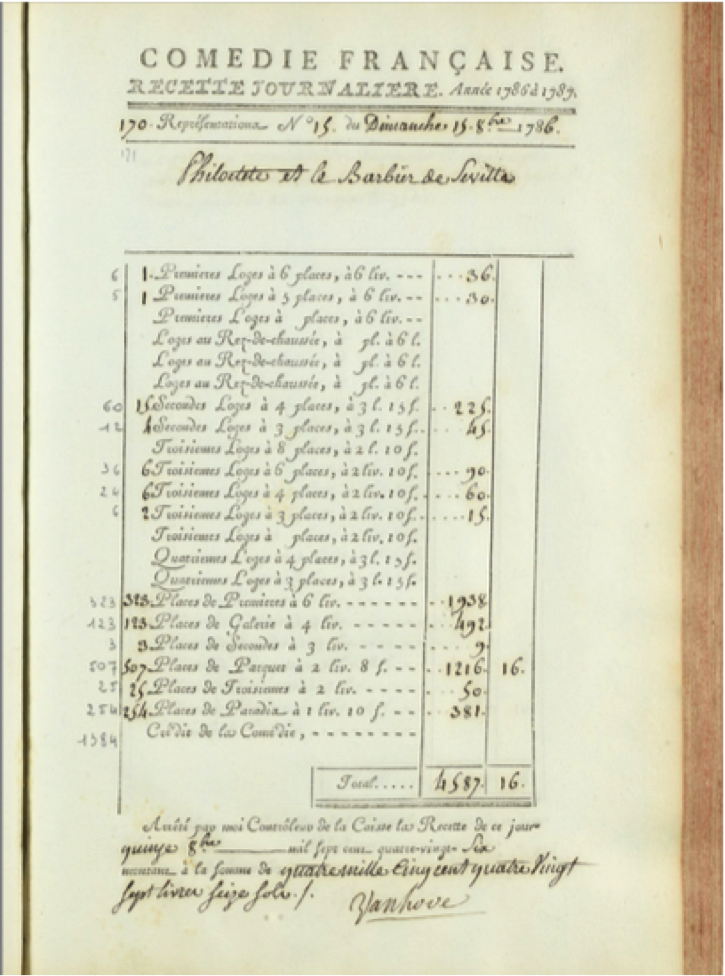 COMEDIE FRANÇAISE.
RECETTE JOURNALIERE. Année 1786 à 1787.
170. Représentations N° 15. du Dimanche 15. 8bre 1786.
171
Philoctete et le Barbier de Seville
6 1. Premieres Loges à 6 places, à 6 liv. --- 36.
5 1 Premieres Loges à 5 places, à 6 liv. -- 30.
Premieres Loges à places, à 6 liv. --
Loges au Rez-de-chaussée, à pl. à 6 l.
Loges au Rez-de-chaussée, à pl. à 6 l.
Loges au Rez-de-chaussée, à pl. à 6 l.
60 15 Secondes Loges à 4 places, à 3 l. 15 s. 225.
12 4 Secondes Loges à 3 places, à 3 l. 15 s. 45.
Troisiemes Loges à 8 places, à 2 l. 10 s.
36 6 Troisiemes Loges à 6 places, à 2 liv. 10 s. 90.
24 6 Troisiemes Loges à 4 places, à 2 liv. 10 s. 60.
6 2 Troisiemes Loges à 3 places, à 2 liv. 10 s. 15.
Troisiemes Loges à places, à 2 liv. 10 s.
Quatriemes Loges à 4 places, à 3 l. 15 s.
Quatriemes Loges à 3 places, à 3 l. 15 s.
323 323 Places de Premieres à 6 liv. ------ 1938
123 123 Places de Galerie à 4 liv. ----- 492.
3 3 Places de Secondes à 3 liv. ----- 9.
507 507 Places de Parquet à 2 liv. 8 s. -- 1216. 16.
25 25 Places de Troisiemes à 2 liv. --- 50.
254 254 Places de Paradis à 1 liv. 10 s. -- 381.
Crédit de la Comédie, --------
1384
Total..... 4587. 16.
Arrêté par moi Contrôleur de la Caisse la Recette de ce jour
quinze 8bre mil sept cent quatre-vingt-six
montant à la somme de quatre mille Cinq cent quatre Vingt
sept livres seize sols ./.
Vanhove